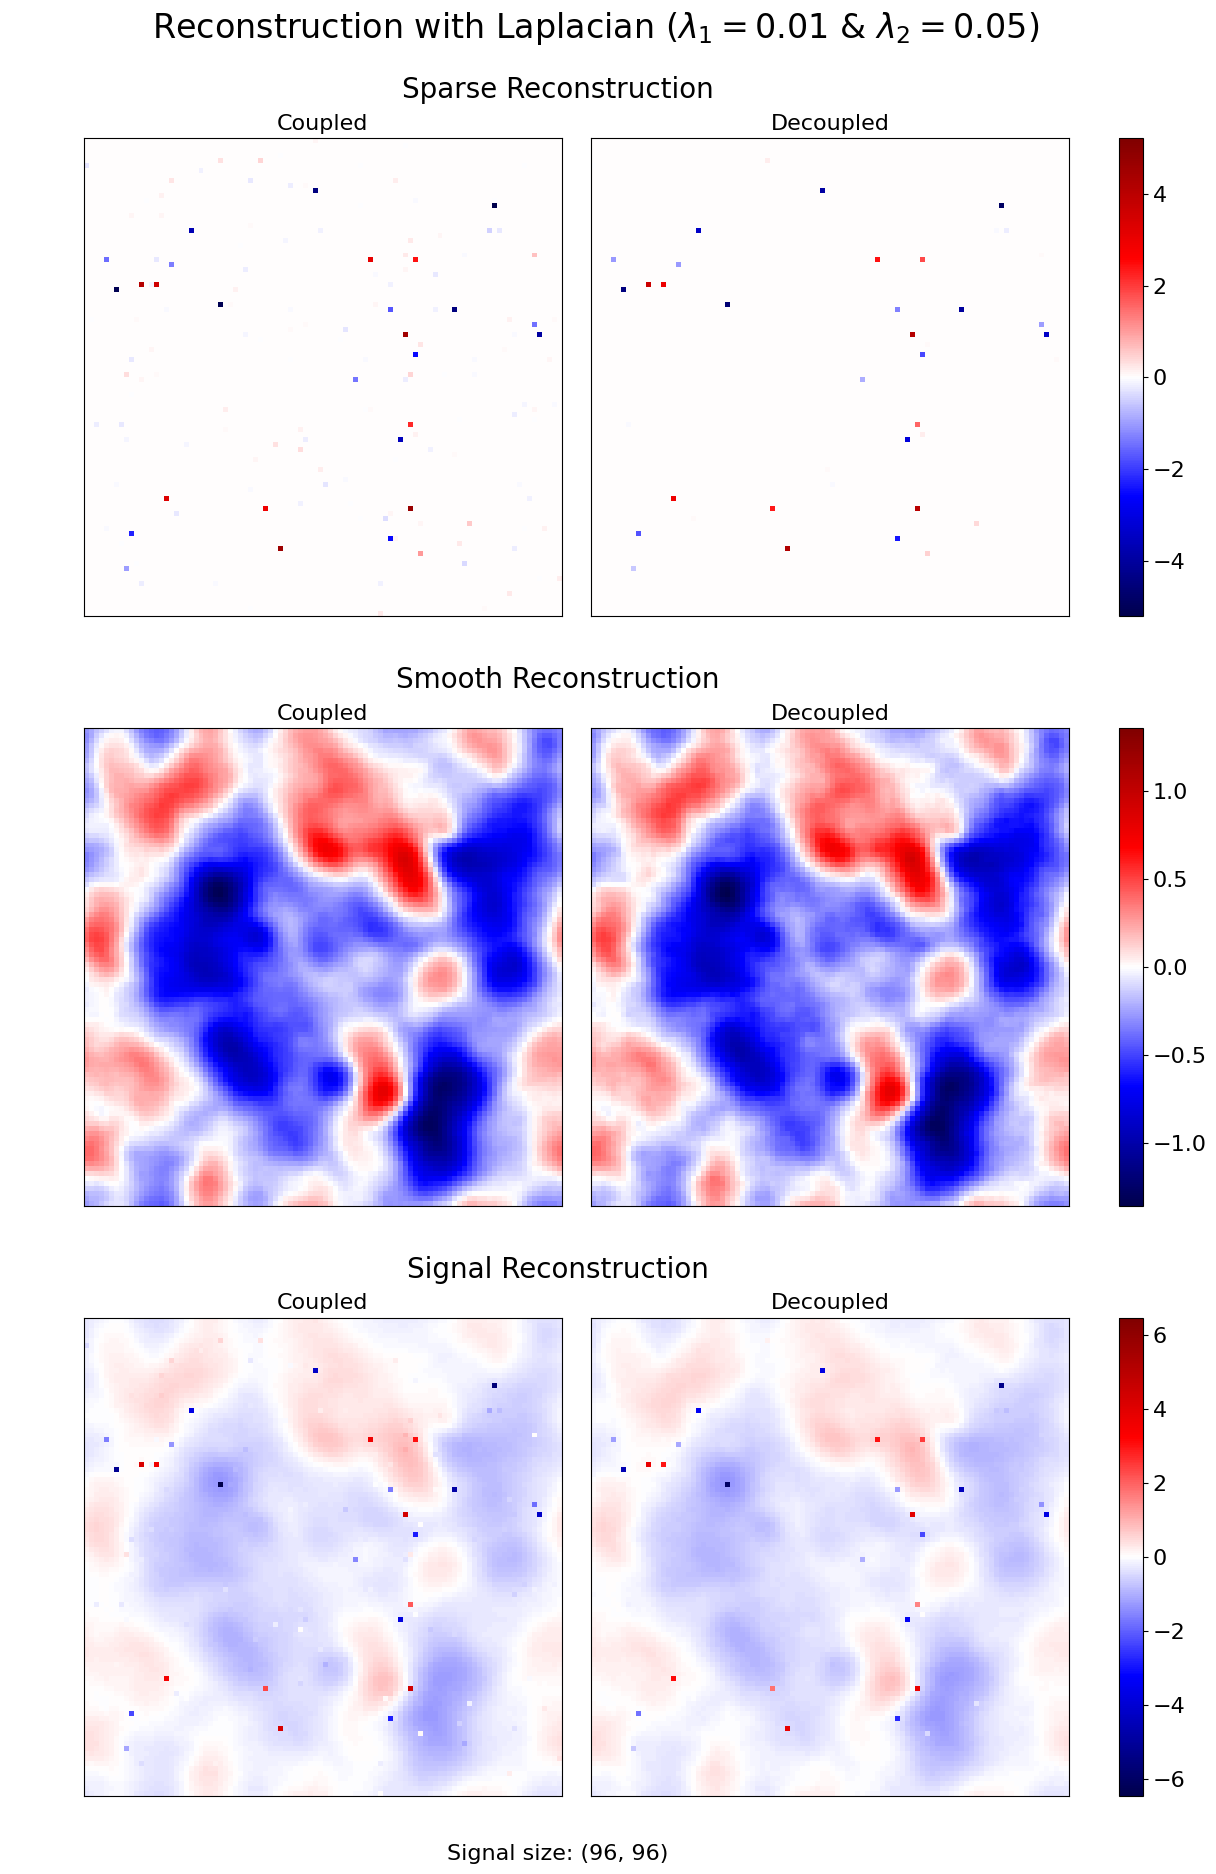 Reconstruction with Laplacian (λ₁ = 0.01 & λ₂ = 0.05)
Sparse Reconstruction
Coupled
Decoupled
4
2
0
−2
−4
Smooth Reconstruction
Coupled
Decoupled
1.0
0.5
0.0
−0.5
−1.0
Signal Reconstruction
Coupled
Decoupled
6
4
2
0
−2
−4
−6
Signal size: (96, 96)